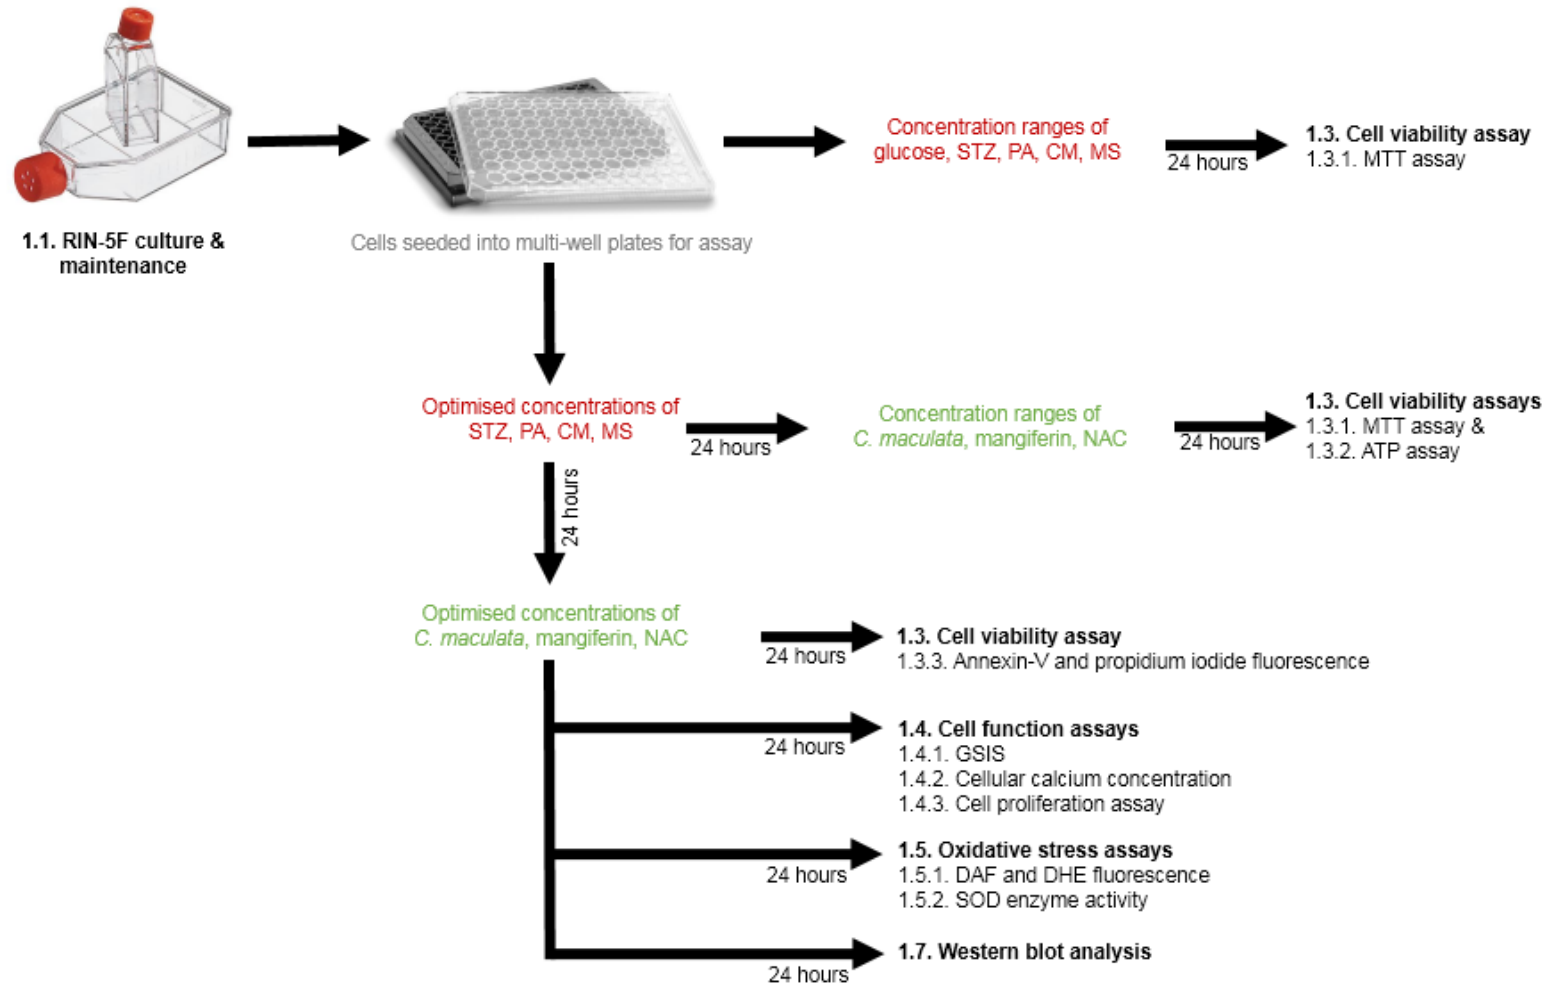 1.1. RIN-5F culture &
maintenance
Cells seeded into multi-well plates for assay
Concentration ranges of
glucose, STZ, PA, CM, MS
24 hours
1.3. Cell viability assay
1.3.1. MTT assay
Optimised concentrations of
STZ, PA, CM, MS
24 hours
Concentration ranges of
C. maculata, mangiferin, NAC
24 hours
1.3. Cell viability assays
1.3.1. MTT assay &
1.3.2. ATP assay
24 hours
Optimised concentrations of
C. maculata, mangiferin, NAC
24 hours
1.3. Cell viability assay
1.3.3. Annexin-V and propidium iodide fluorescence
24 hours
1.4. Cell function assays
1.4.1. GSIS
1.4.2. Cellular calcium concentration
1.4.3. Cell proliferation assay
24 hours
1.5. Oxidative stress assays
1.5.1. DAF and DHE fluorescence
1.5.2. SOD enzyme activity
24 hours
1.7. Western blot analysis